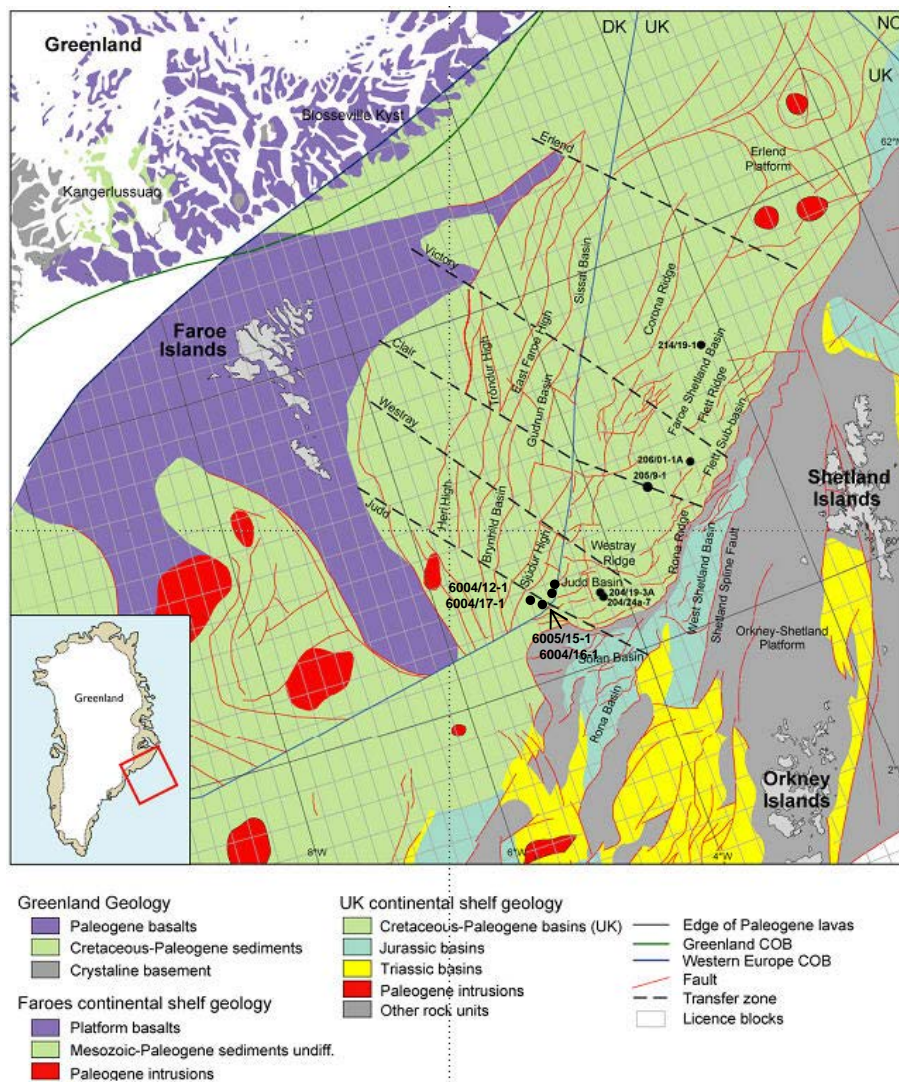 Greenland
DK
UK
NO
UK
Blosseville Kyst
Kangerlussuaq
Erlend
62°
Erlend
Platform
Victory
Sissal Basin
Corona Ridge
Faroe
Islands
Clair
Tróndur High
East Faroe High
214/19-1
Faroe Shetland Basin
Flett Ridge
Westray
Gudrun Basin
Flett Sub-basin
206/01-1A
205/9-1
Shetland
Islands
Judd
Heri High
Brynhild Basin
Sjúdur High
Westray
Ridge
Rona Ridge
West Shetland Basin
Shetland Spline Fault
60°
6004/12-1
6004/17-1
Judd Basin
204/19-3A
204/24a-7
6005/15-1
6004/16-1
Solan Basin
Orkney-Shetland
Platform
Rona Basin
Greenland
Orkney
Islands
2°
8°W
6°W
4°W
Greenland Geology
Paleogene basalts
Cretaceous-Paleogene sediments
Crystaline basement
Faroes continental shelf geology
Platform basalts
Mesozoic-Paleogene sediments undiff.
Paleogene intrusions
UK continental shelf geology
Cretaceous-Paleogene basins (UK)
Jurassic basins
Triassic basins
Paleogene intrusions
Other rock units
Edge of Paleogene lavas
Greenland COB
Western Europe COB
Fault
Transfer zone
Licence blocks